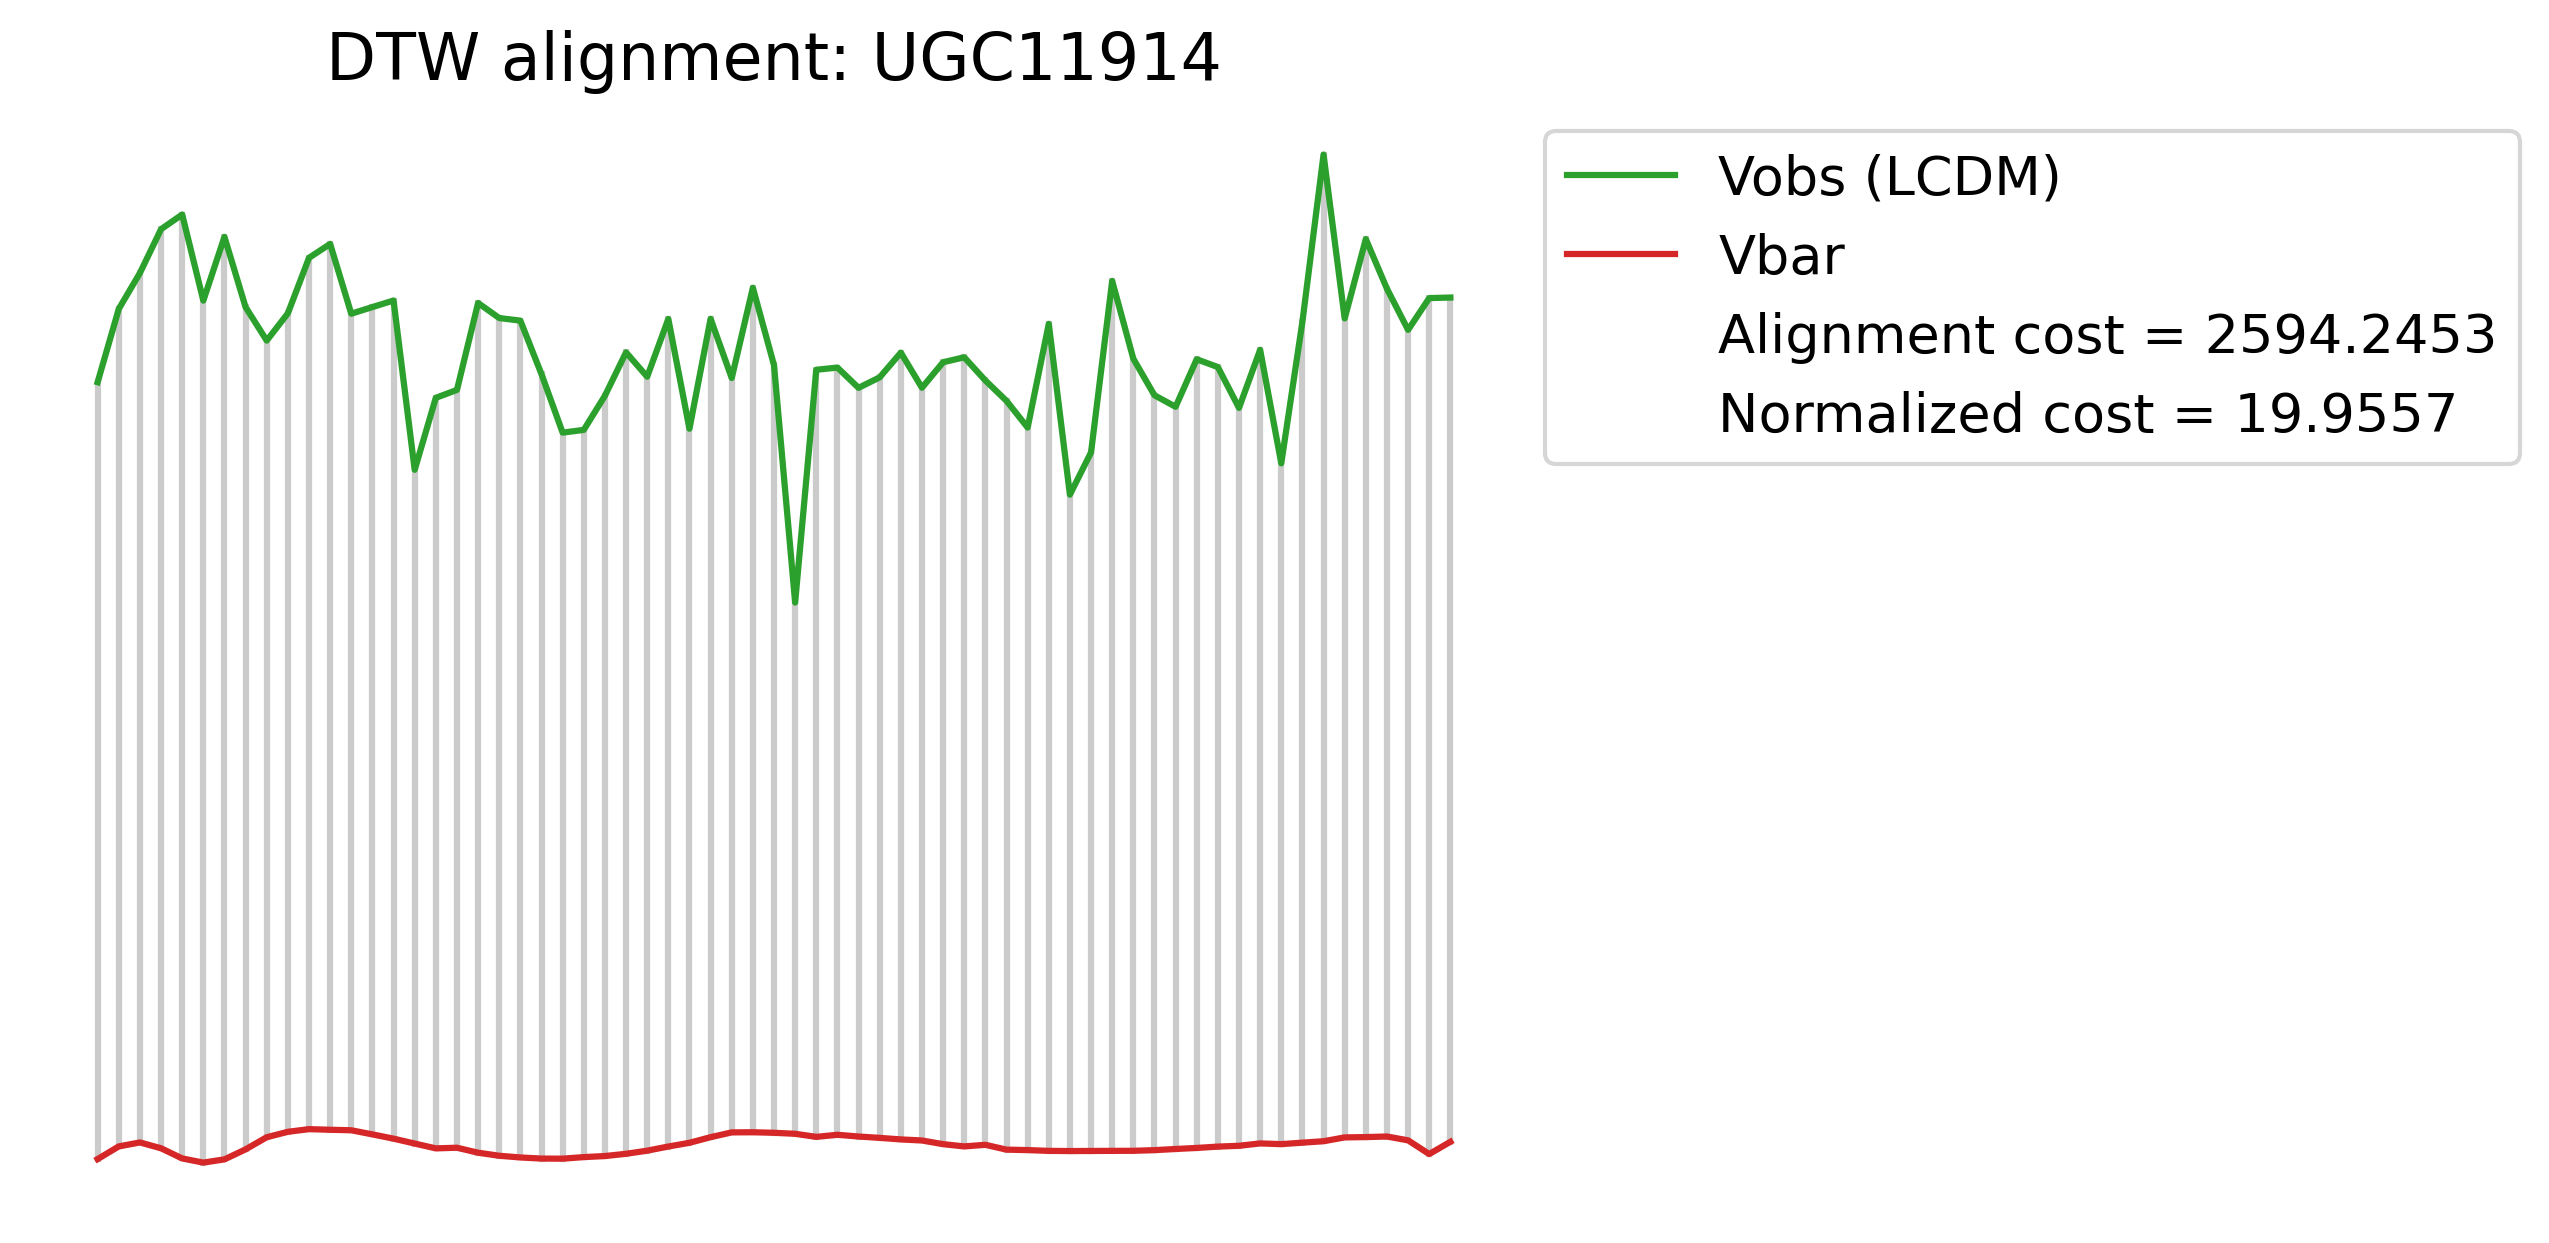 DTW alignment: UGC11914
Vobs (LCDM)
Vbar
Alignment cost = 2594.2453
Normalized cost = 19.9557